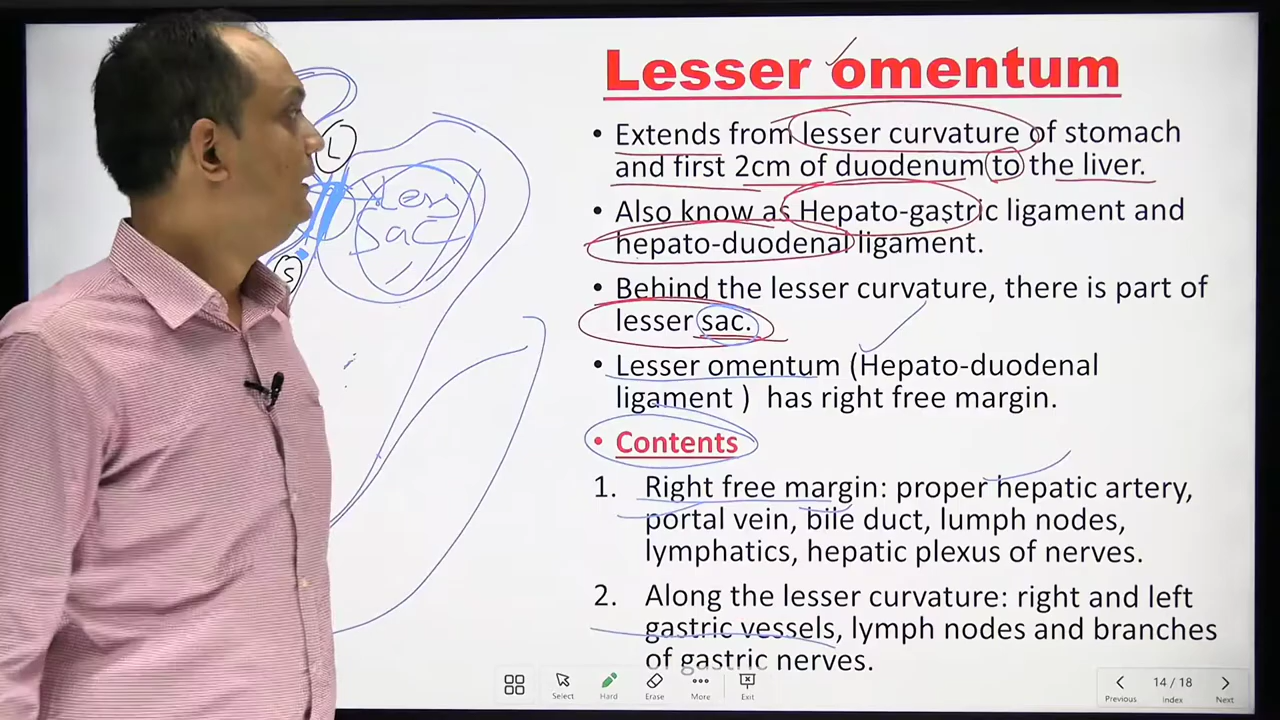 Lesser omentum
• Extends from lesser curvature of stomach
and first 2cm of duodenum to the liver.
• Also know as Hepato-gastric ligament and
hepato-duodenal ligament.
• Behind the lesser curvature, there is part of
lesser sac.
• Lesser omentum (Hepato-duodenal
ligament ) has right free margin.
• Contents
1. Right free margin: proper hepatic artery,
portal vein, bile duct, lumph nodes,
lymphatics, hepatic plexus of nerves.
2. Along the lesser curvature: right and left
gastric vessels, lymph nodes and branches
of gastric nerves.
L
Sac
S
Select
Hard
Erase
More
Exit
Previous
14 / 18
Index
Next